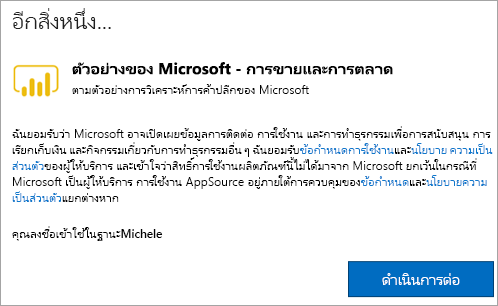 อีกสิ่งหนึ่ง...
ตัวอย่างของ Microsoft - การขายและการตลาด
ตามตัวอย่างการวิเคราะห์การค้าปลีกของ Microsoft
ฉันยอมรับว่า Microsoft อาจเปิดเผยข้อมูลการติดต่อ การใช้งาน และการทำธุรกรรมเพื่อการสนับสนุน การ
เรียกเก็บเงิน และกิจกรรมเกี่ยวกับการทำธุรกรรมอื่น ๆ ฉันยอมรับข้อกำหนดการใช้งานและนโยบาย ความเป็น
ส่วนตัวของผู้ให้บริการ และเข้าใจว่าสิทธิ์การใช้งานผลิตภัณฑ์นี้ไม่ได้มาจาก Microsoft ยกเว้นในกรณีที่
Microsoft เป็นผู้ให้บริการ การใช้งาน AppSource อยู่ภายใต้การควบคุมของข้อกำหนดและนโยบายความ
เป็นส่วนตัวแยกต่างหาก
คุณลงชื่อเข้าใช้ในฐานะMichele
ดำเนินการต่อ